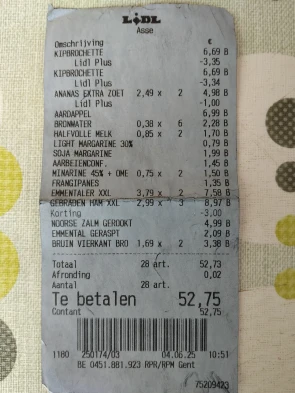 LIDL
Asse
Omschrijving €
KIPBROCHETTE 6,69 B
Lidl Plus -3,35
KIPBROCHETTE 6,69 B
Lidl Plus -3,34
ANANAS EXTRA ZOET 2,49 x 2 4,98 B
Lidl Plus -1,00
AARDAPPEL 6,99 B
BRONWATER 0,38 x 6 2,28 B
HALFVOLLE MELK 0,85 x 2 1,70 B
LIGHT MARGARINE 30% 0,79 B
SOJA MARGARINE 1,99 B
AARBEIENCONF. 1,45 B
MINARINE 45% + OME 0,75 x 2 1,50 B
FRANGIPANES 1,35 B
EMMENTALER XXL 3,79 x 2 7,58 B
GEBRADEN HAM XXL 2,99 x 3 8,97 B
Korting -3,00
NOORSE ZALM GEROOKT 4,99 B
EMMENTAL GERASPT 2,09 B
BRUIN VIERKANT BRO 1,69 x 2 3,38 B
Totaal 28 art. 52,73
Afronding 0,02
Aantal 28 art.
Te betalen 52,75
Contant 52,75
1180 250174/03 04.06.25 10:51
BE 0451.881.923 RPR/RPM Gent
75209423